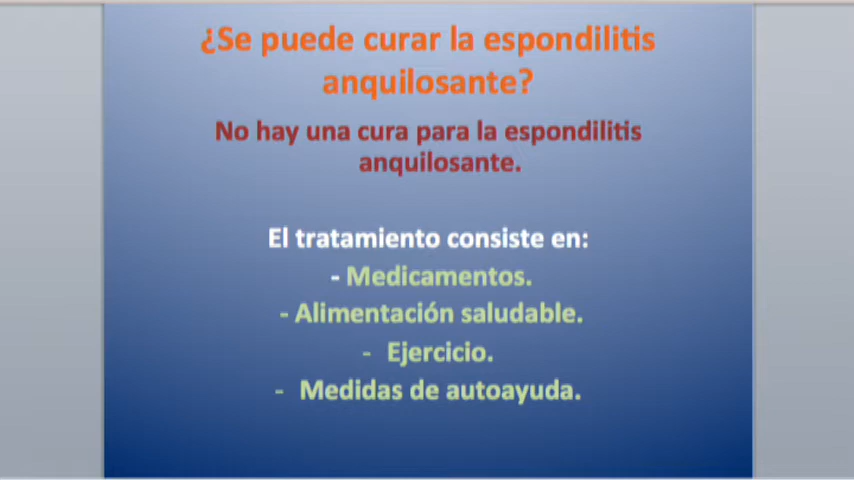 ¿Se puede curar la espondilitis
anquilosante?
No hay una cura para la espondilitis
anquilosante.
El tratamiento consiste en:
- Medicamentos.
- Alimentación saludable.
- Ejercicio.
- Medidas de autoayuda.